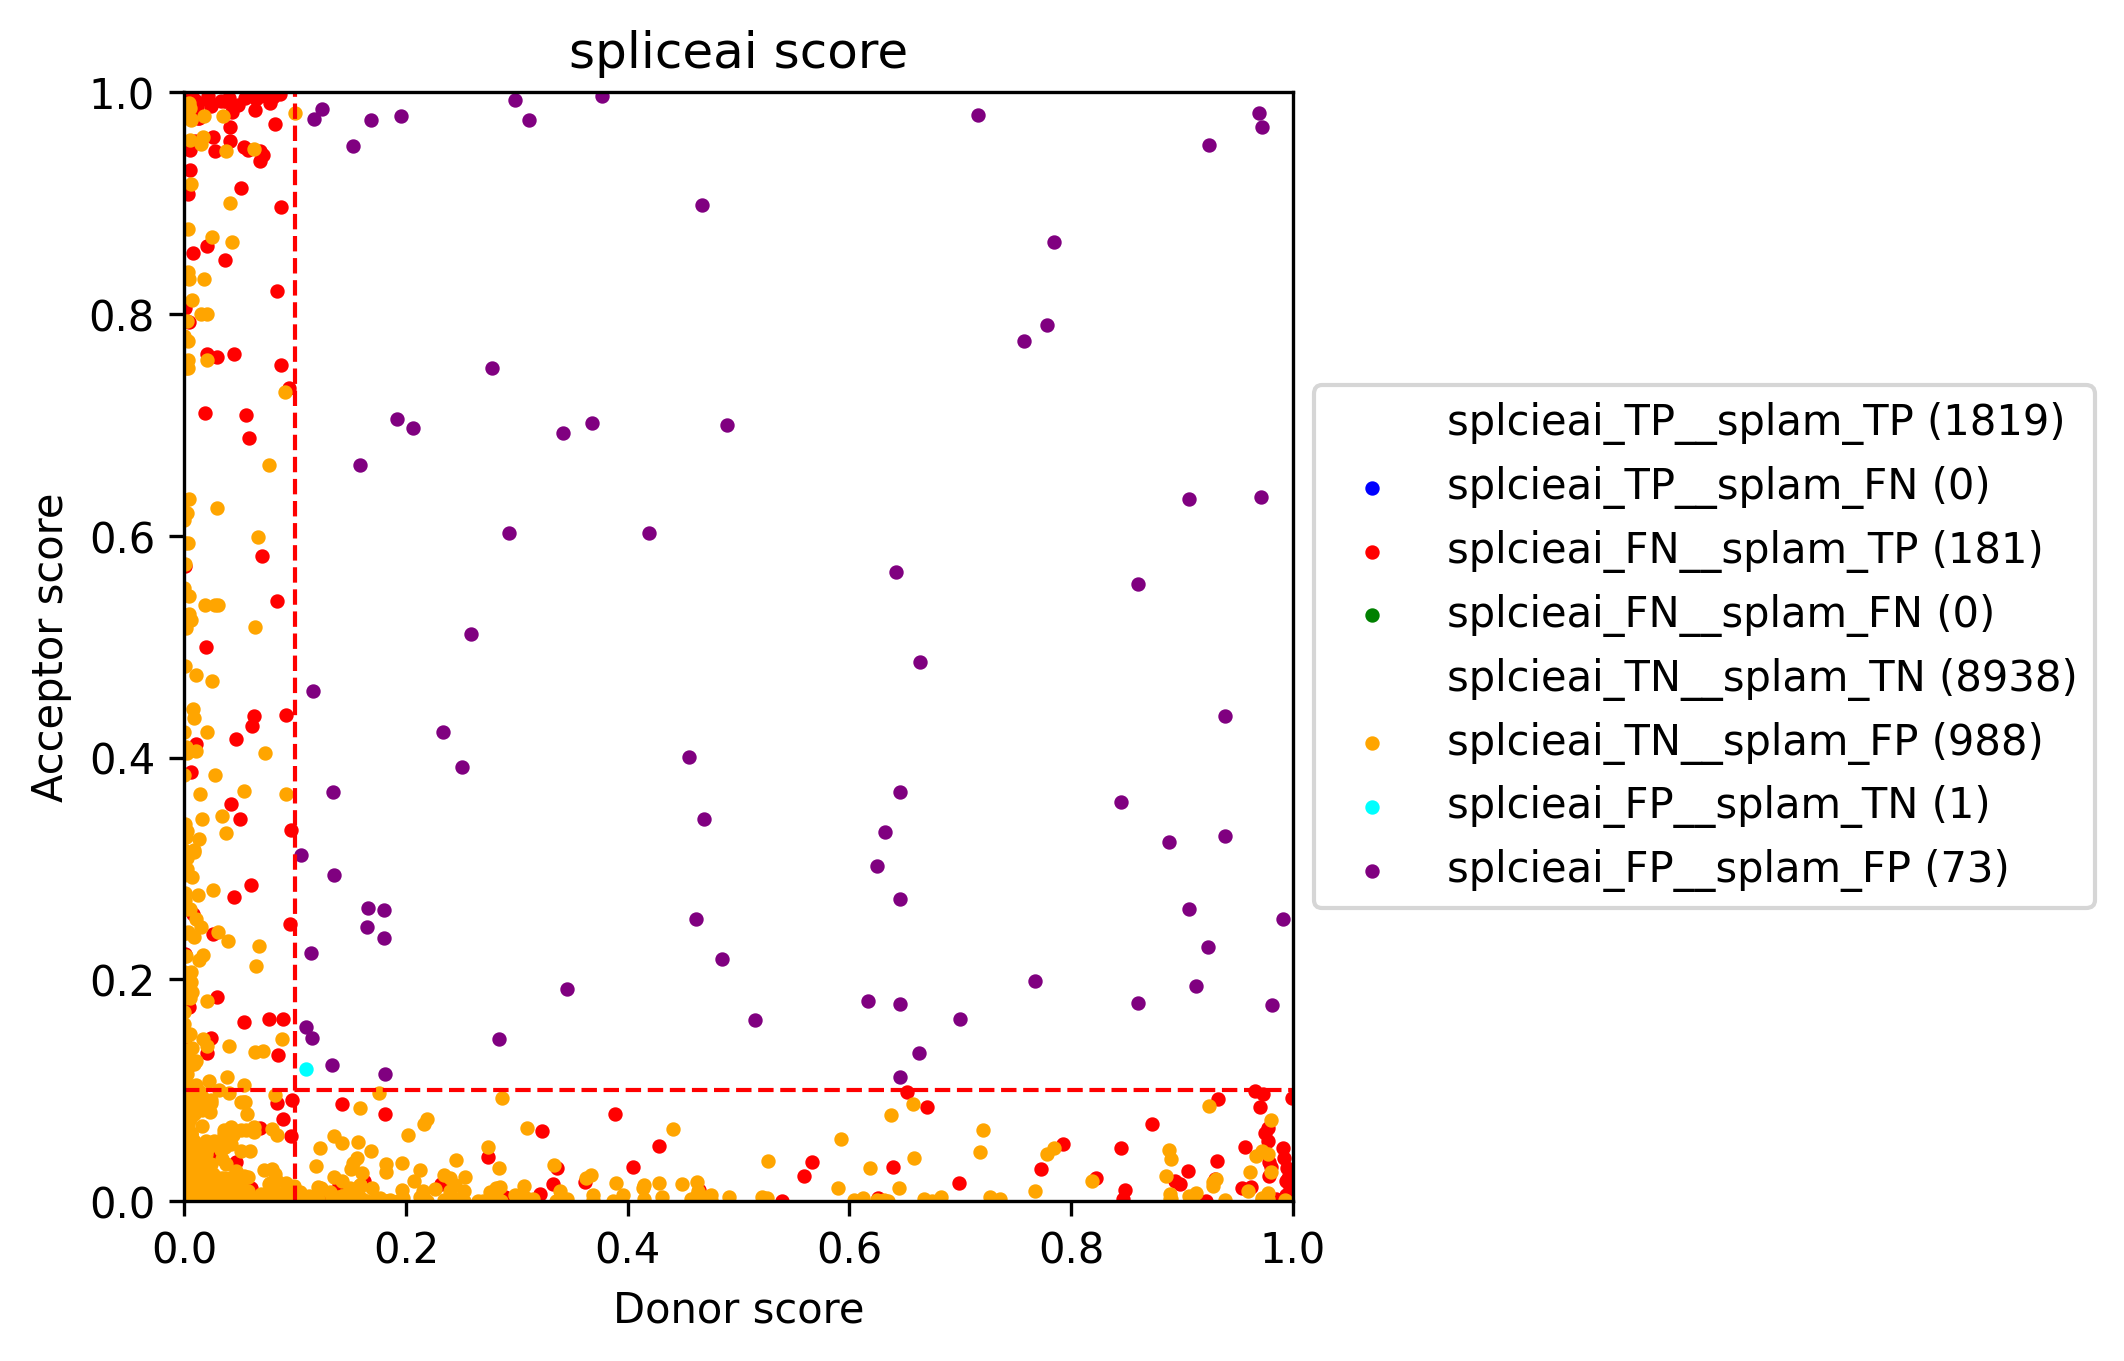 spliceai score
1.0
0.8
0.6
0.4
0.2
0.0
Acceptor score
0.0 0.2 0.4 0.6 0.8 1.0
Donor score
splcieai_TP__splam_TP (1819)
splcieai_TP__splam_FN (0)
splcieai_FN__splam_TP (181)
splcieai_FN__splam_FN (0)
splcieai_TN__splam_TN (8938)
splcieai_TN__splam_FP (988)
splcieai_FP__splam_TN (1)
splcieai_FP__splam_FP (73)